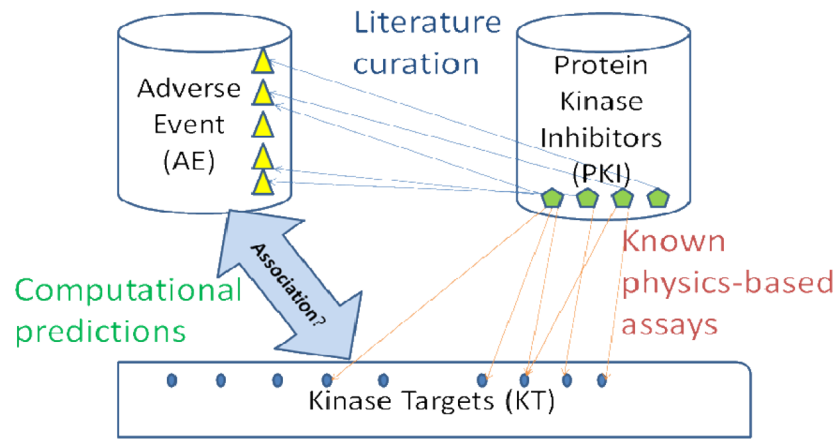 Literature
curation
Adverse
Event
(AE)
Protein
Kinase
Inhibitors
(PKI)
Association?
Computational
predictions
Known
physics-based
assays
Kinase Targets (KT)